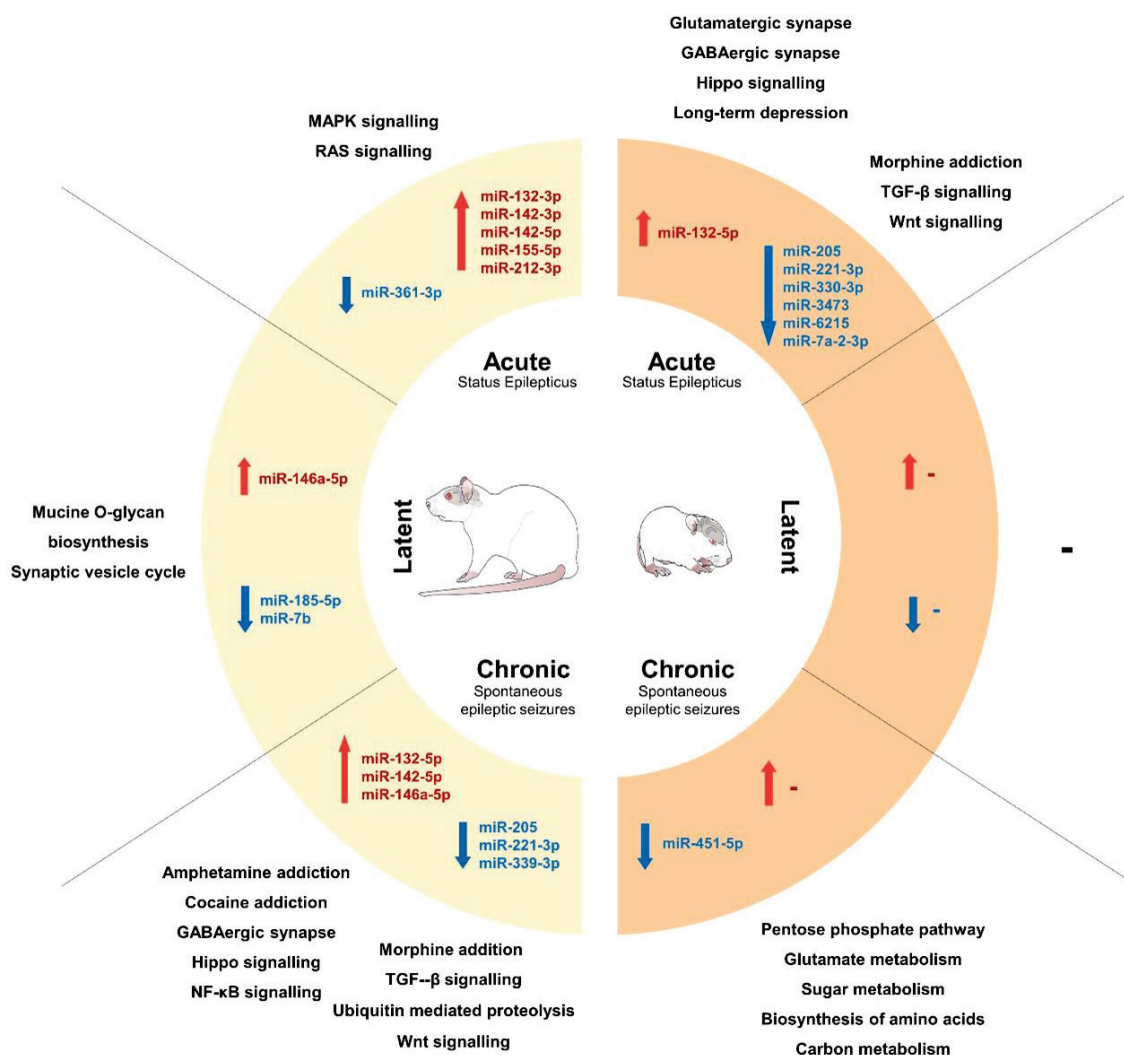 Glutamatergic synapse
GABAergic synapse
Hippo signalling
Long-term depression
MAPK signalling
RAS signalling
Morphine addiction
TGF-β signalling
Wnt signalling
miR-132-3p
miR-142-3p
miR-142-5p
miR-155-5p
miR-212-3p
miR-361-3p
miR-132-5p
miR-205
miR-221-3p
miR-330-3p
miR-3473
miR-6215
miR-7a-2-3p
Acute
Status Epilepticus
Acute
Status Epilepticus
miR-146a-5p
Mucine O-glycan
biosynthesis
Synaptic vesicle cycle
miR-185-5p
miR-7b
Latent
Latent
-
-
-
Chronic
Spontaneous
epileptic seizures
Chronic
Spontaneous
epileptic seizures
miR-132-5p
miR-142-5p
miR-146a-5p
miR-205
miR-221-3p
miR-339-3p
-
miR-451-5p
Amphetamine addiction
Cocaine addiction
GABAergic synapse
Hippo signalling
NF-κB signalling
Morphine addition
TGF--β signalling
Ubiquitin mediated proteolysis
Wnt signalling
Pentose phosphate pathway
Glutamate metabolism
Sugar metabolism
Biosynthesis of amino acids
Carbon metabolism